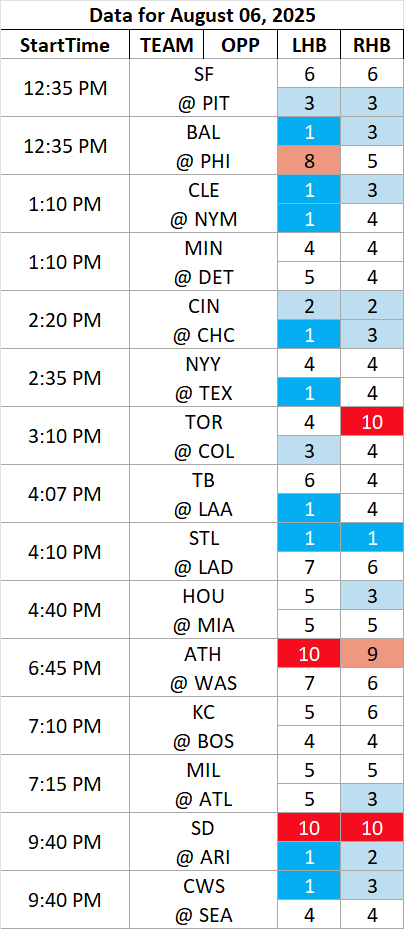 Data for August 06, 2025
StartTime TEAM OPP LHB RHB
12:35 PM SF 6 6
@ PIT 3 3
12:35 PM BAL 1 3
@ PHI 8 5
1:10 PM CLE 1 3
@ NYM 1 4
1:10 PM MIN 4 4
@ DET 5 4
2:20 PM CIN 2 2
@ CHC 1 3
2:35 PM NYY 4 4
@ TEX 1 4
3:10 PM TOR 4 10
@ COL 3 4
4:07 PM TB 6 4
@ LAA 1 4
4:10 PM STL 1 1
@ LAD 7 6
4:40 PM HOU 5 3
@ MIA 5 5
6:45 PM ATH 10 9
@ WAS 7 6
7:10 PM KC 5 6
@ BOS 4 4
7:15 PM MIL 5 5
@ ATL 5 3
9:40 PM SD 10 10
@ ARI 1 2
9:40 PM CWS 1 3
@ SEA 4 4